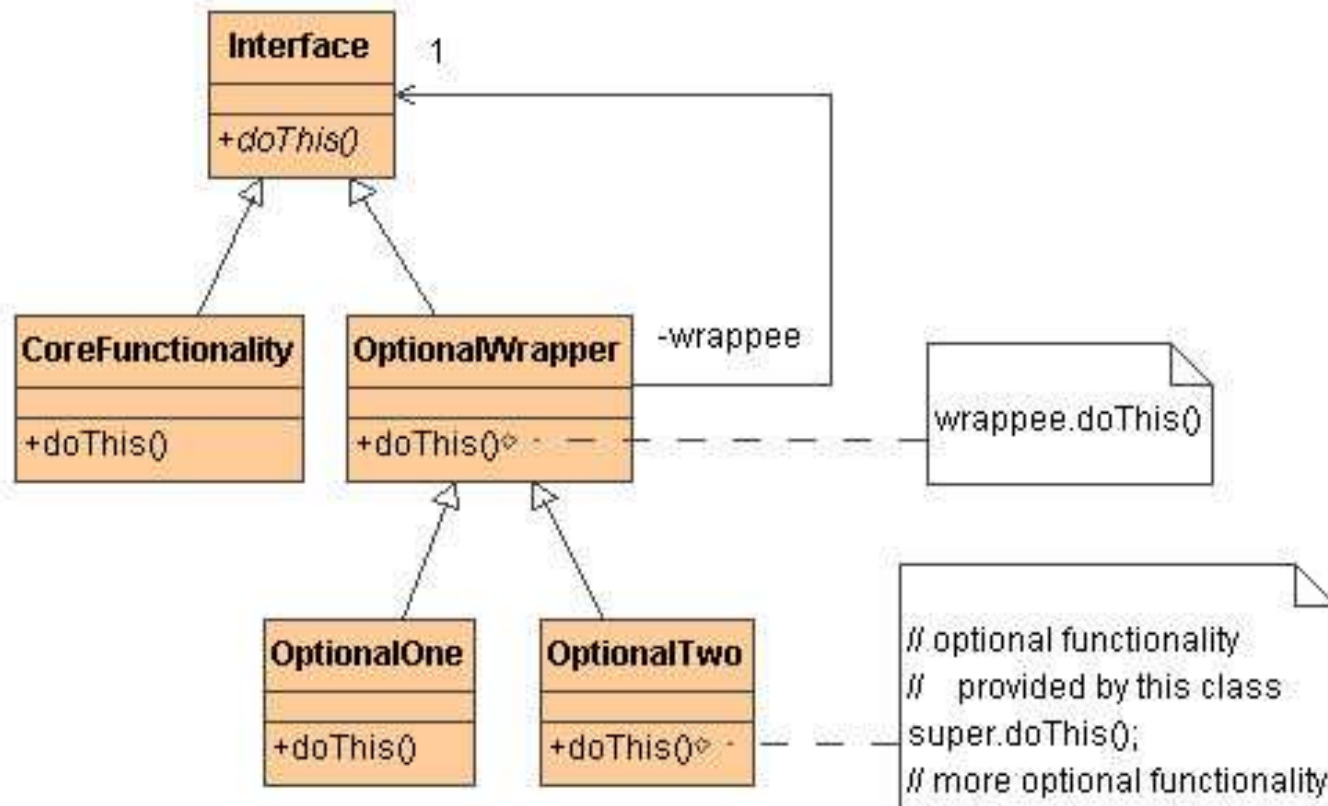 Interface
1
+doThis()
CoreFunctionality
OptionalWrapper
-wrappee
+doThis()
+doThis()
wrappee.doThis()
OptionalOne
OptionalTwo
+doThis()
+doThis()
// optional functionality
// provided by this class
super.doThis();
// more optional functionality